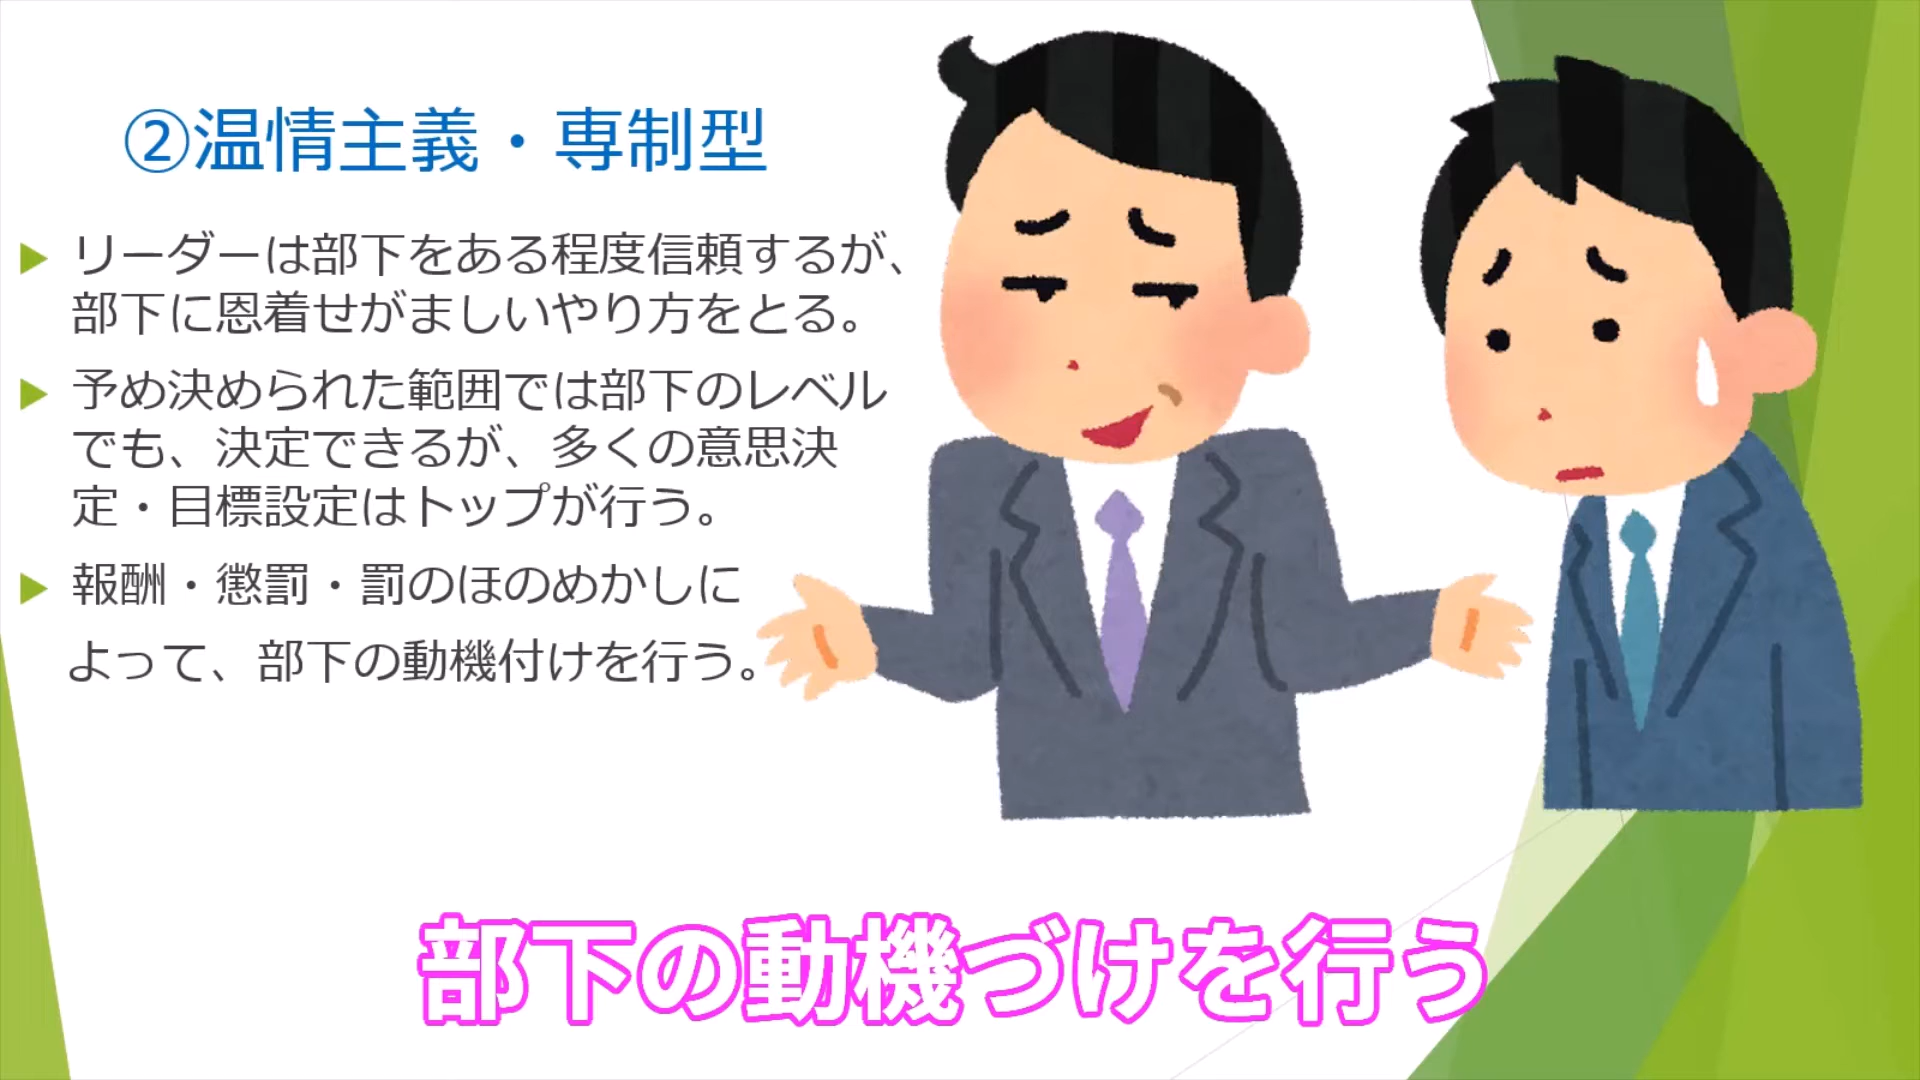 ②温情主義・専制型
リーダーは部下をある程度信頼するが、
部下に恩着せがましいやり方をとる。
予め決められた範囲では部下のレベル
でも、決定できるが、多くの意思決
定・目標設定はトップが行う。
報酬・懲罰・罰のほのめかしに
よって、部下の動機付けを行う。
部下の動機づけを行う